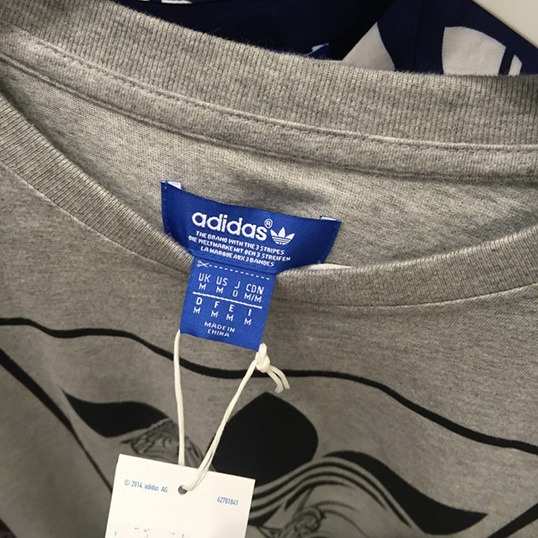 adidas®
THE BRAND WITH THE 3 STRIPES
DIE WELTMARKE MIT DEN 3 STREIFEN
LA MARQUE AUX 3 BANDES
UK US J CDN
M M O M/M
D F E I
M M M M
MADE IN
CHINA
© 2014, adidas AG. 62701841